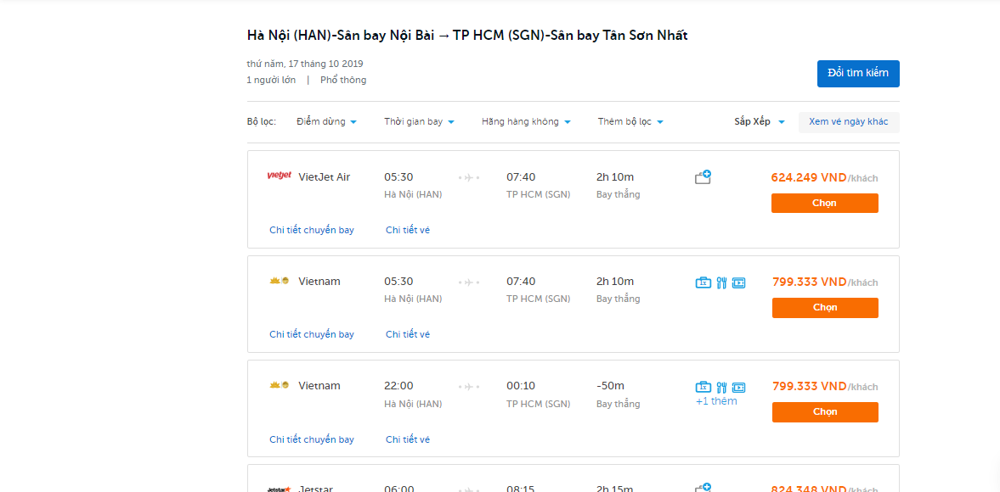 Hà Nội (HAN)-Sân bay Nội Bài → TP HCM (SGN)-Sân bay Tân Sơn Nhất
thứ năm, 17 tháng 10 2019
1 người lớn | Phổ thông
Đổi tìm kiếm
Bộ lọc: Điểm dừng Thời gian bay Hãng hàng không Thêm bộ lọc Sắp Xếp Xem vé ngày khác
vietjet VietJet Air 05:30 07:40 2h 10m 624.249 VND/khách
Hà Nội (HAN) TP HCM (SGN) Bay thẳng
Chọn
Chi tiết chuyến bay Chi tiết vé
Vietnam 05:30 07:40 2h 10m 1x 799.333 VND/khách
Hà Nội (HAN) TP HCM (SGN) Bay thẳng
Chọn
Chi tiết chuyến bay Chi tiết vé
Vietnam 22:00 00:10 -50m 1x 799.333 VND/khách
Hà Nội (HAN) TP HCM (SGN) Bay thẳng +1 thêm
Chọn
Chi tiết chuyến bay Chi tiết vé
Jetstar Jetstar 06:00 08:15 2h 15m 824.348 VND/khách